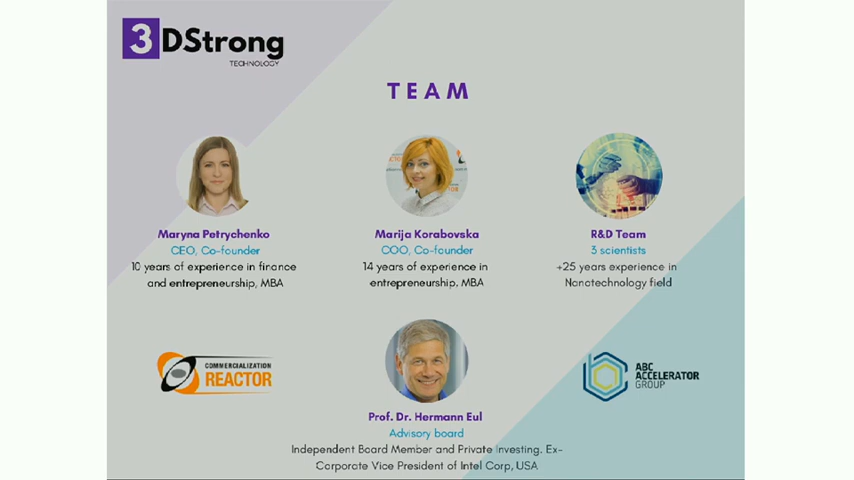 3DStrong
TECHNOLOGY
TEAM
Maryna Petrychenko
CEO, Co-founder
10 years of experience in finance
and entrepreneurship, MBA
Marija Korabovska
COO, Co-founder
14 years of experience in
entrepreneurship. MBA
R&D Team
3 scientists
+25 years experience in
Nanotechnology field
COMMERCIALIZATION
REACTOR
ABC
ACCELERATOR
GROUP
Prof. Dr. Hermann Eul
Advisory board
Independent Board Member and Private Investing. Ex-
Corporate Vice President of Intel Corp, USA